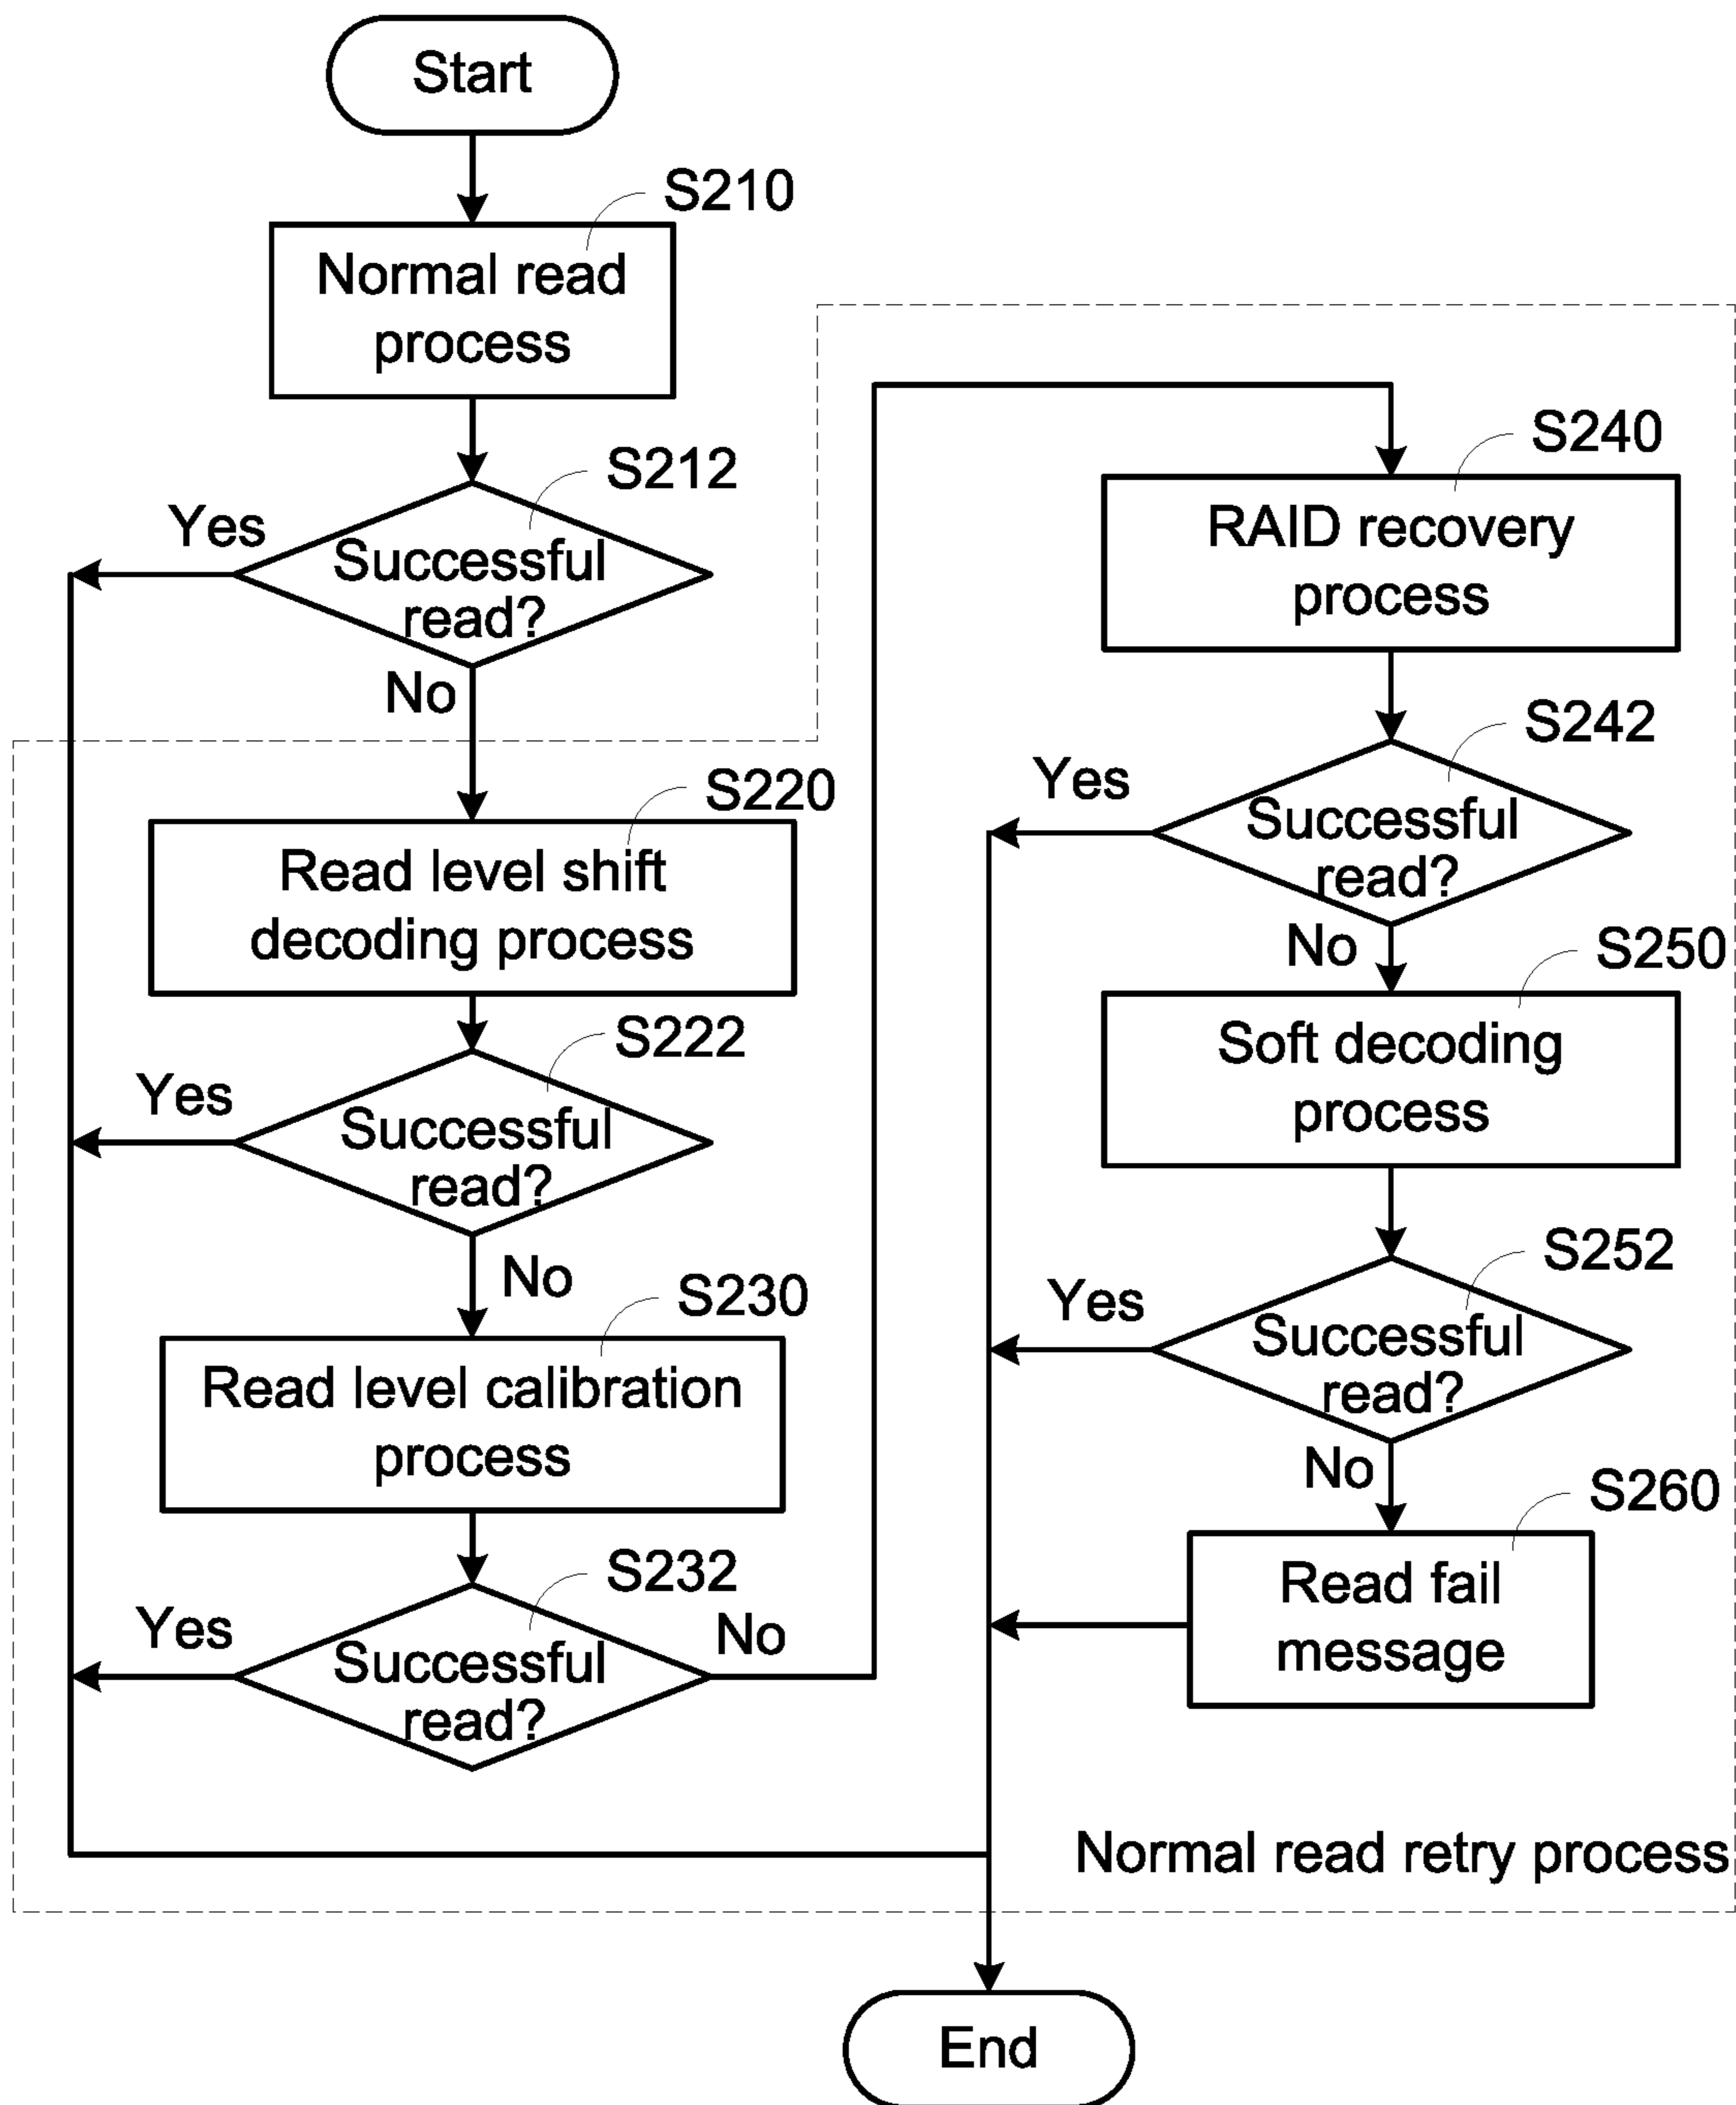 Start
S210
Normal read
process
S212
Yes
Successful
read?
No
S220
Read level shift
decoding process
S222
Yes
Successful
read?
No
S230
Read level calibration
process
S232
Yes
Successful
read?
No
S240
RAID recovery
process
S242
Yes
Successful
read?
No
S250
Soft decoding
process
S252
Yes
Successful
read?
No
S260
Read fail
message
Normal read retry process
End